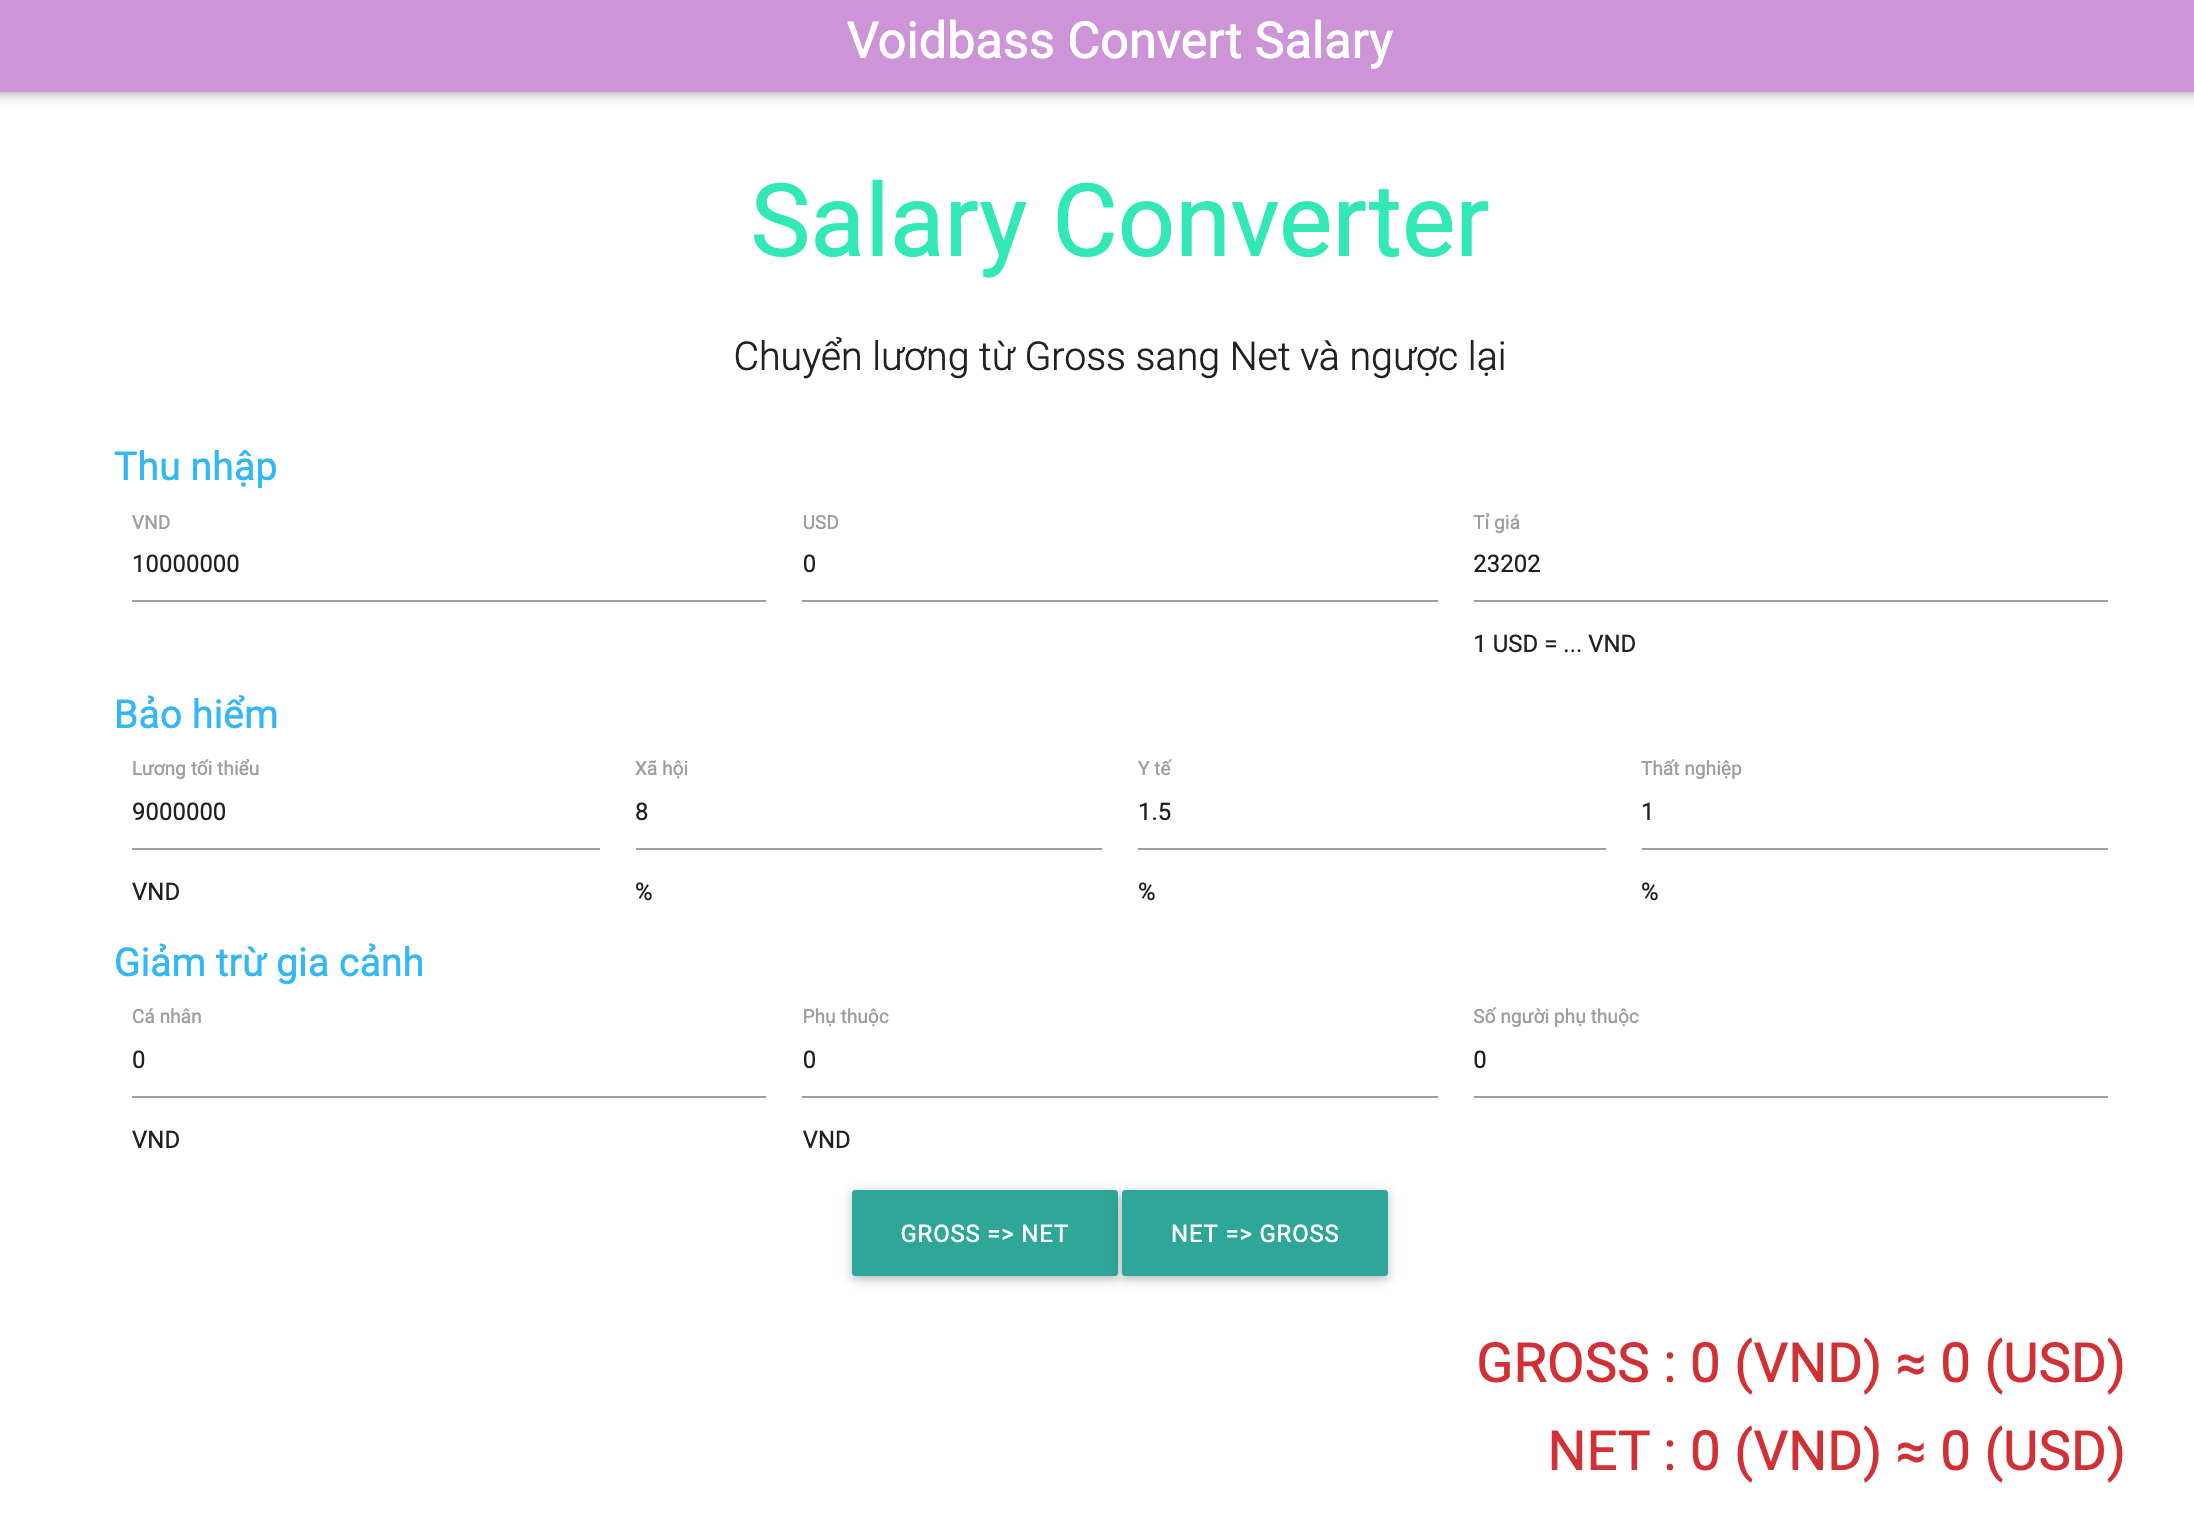 Voidbass Convert Salary
Salary Converter
Chuyển lương từ Gross sang Net và ngược lại
Thu nhập
VND USD Tỉ giá
10000000 0 23202
1 USD = ... VND
Bảo hiểm
Lương tối thiểu Xã hội Y tế Thất nghiệp
9000000 8 1.5 1
VND % % %
Giảm trừ gia cảnh
Cá nhân Phụ thuộc Số người phụ thuộc
0 0 0
VND VND
GROSS => NET NET => GROSS
GROSS : 0 (VND) ≈ 0 (USD)
NET : 0 (VND) ≈ 0 (USD)